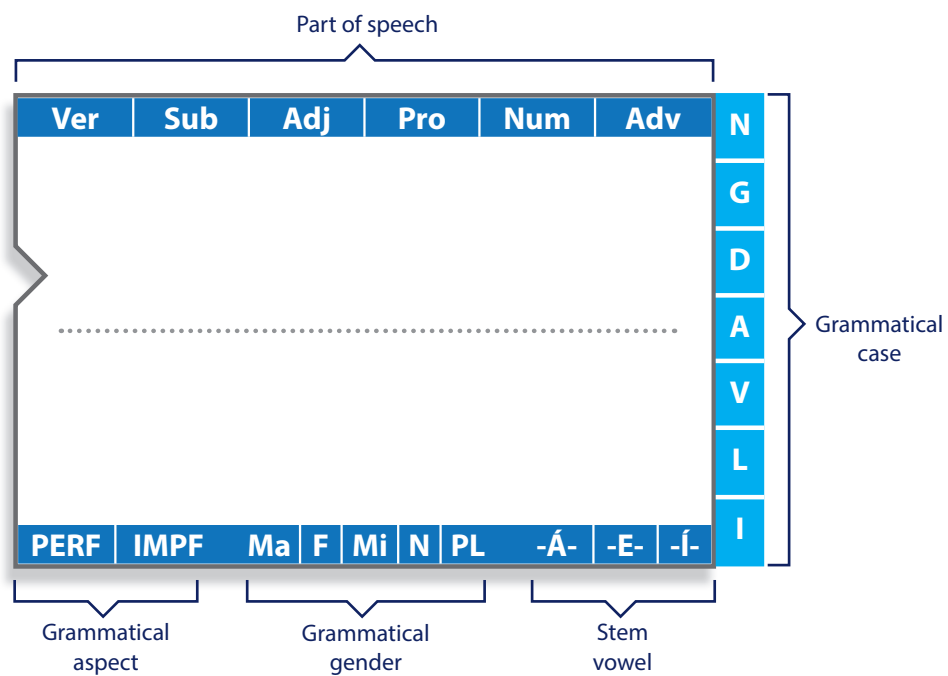 Part of speech
Ver Sub Adj Pro Num Adv
N
G
D
A
V
L
I
Grammatical
case
PERF IMPF Ma F Mi N PL -Á- -E- -Í-
Grammatical
aspect
Grammatical
gender
Stem
vowel